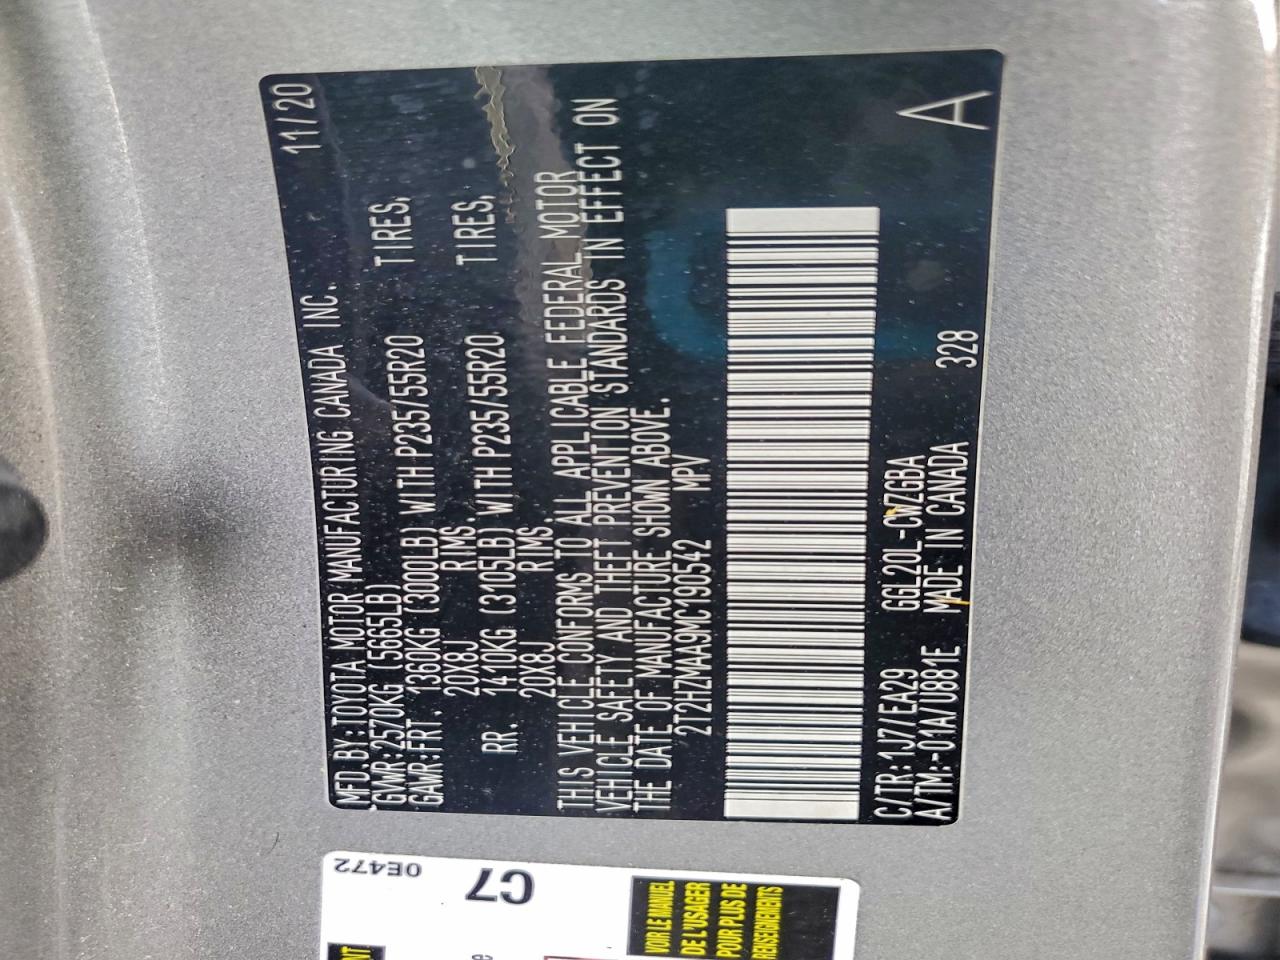 MFD.BY:TOYOTA MOTOR MANUFACTURING CANADA INC. 11/20
GVWR:2570KG (5665LB)
GAWR:FRT. 1360KG (3000LB) WITH P235/55R20 TIRES,
20X8J RIMS.
RR. 1410KG (3105LB) WITH P235/55R20 TIRES,
20X8J RIMS.
THIS VEHICLE CONFORMS TO ALL APPLICABLE FEDERAL MOTOR
VEHICLE SAFETY AND THEFT PREVENTION STANDARDS IN EFFECT ON
THE DATE OF MANUFACTURE SHOWN ABOVE.
2T2HZMAA9MC190542 MPV
C/TR:1J7/EA29 GGL20L-CWZGBA
A/TM:-01A/U881E MADE IN CANADA 328
A
0E472
C7
VOIR LE MANUEL
DE L'USAGER
POUR PLUS DE
RENSEIGNEMENTS